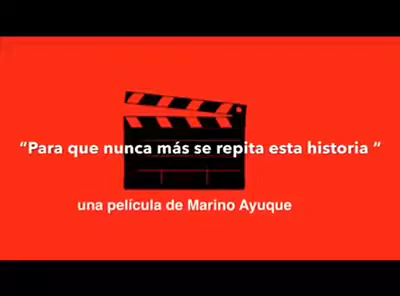 “Para que nunca más se repita esta historia “
una película de Marino Ayuque